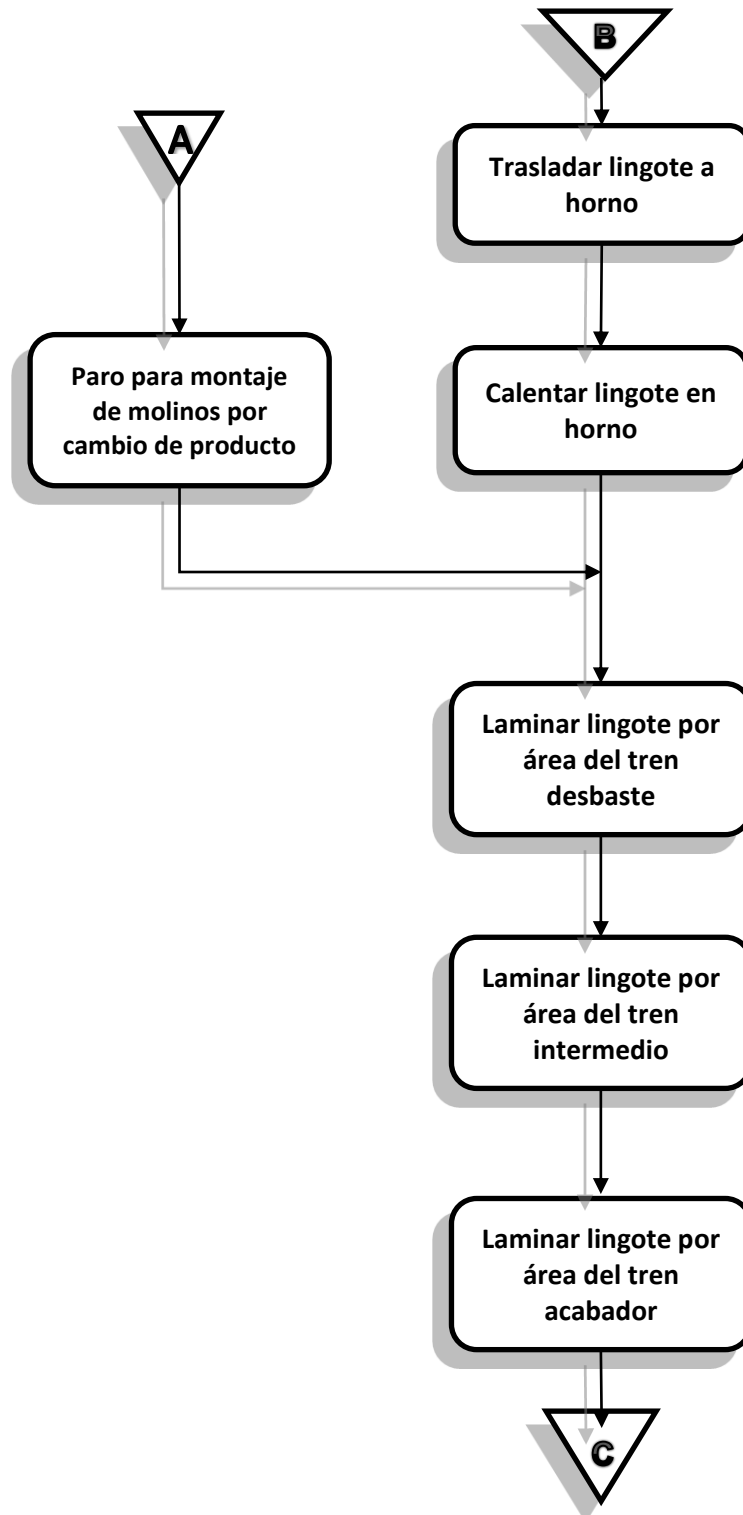 B
A
Trasladar lingote a
horno
Paro para montaje
de molinos por
cambio de producto
Calentar lingote en
horno
Laminar lingote por
área del tren
desbaste
Laminar lingote por
área del tren
intermedio
Laminar lingote por
área del tren
acabador
C